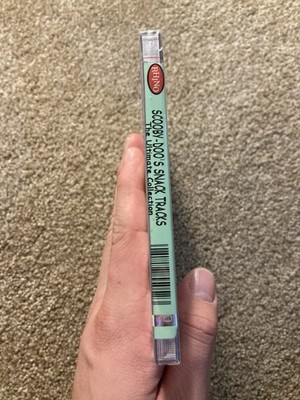 RHINO
SCOOBY-DOO'S SNACK TRACKS
The Ultimate Collection